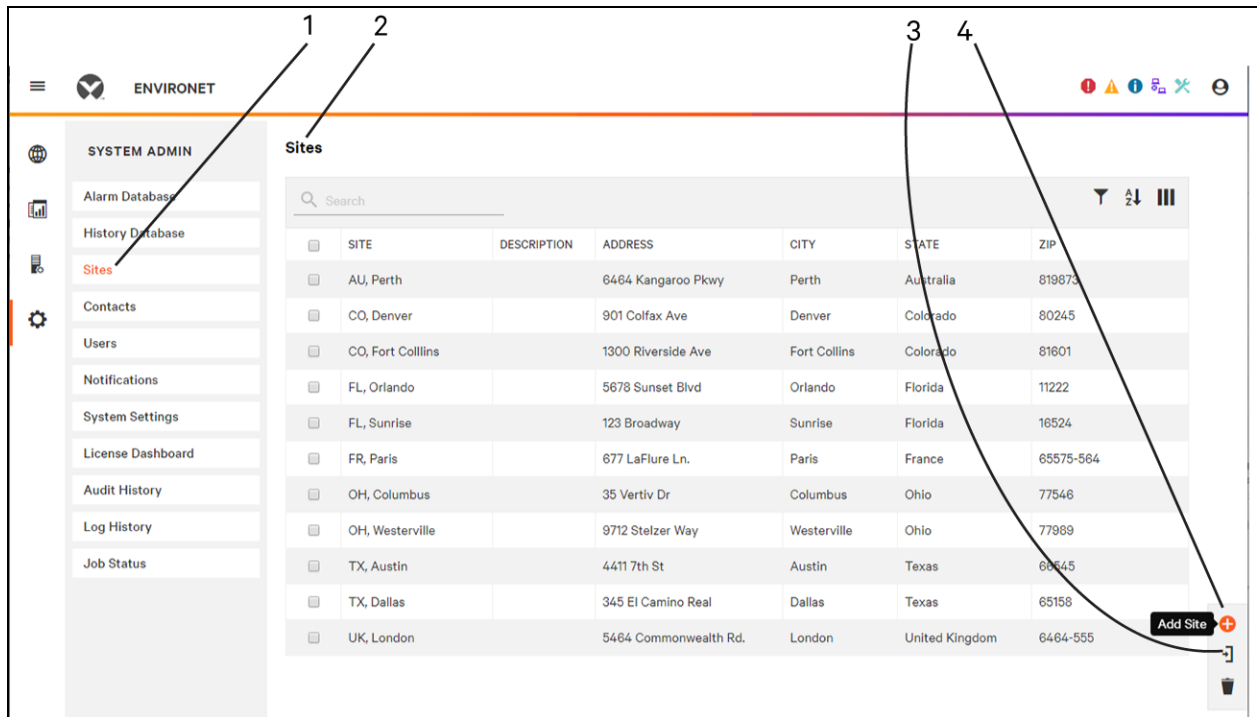 1 2 3 4
ENVIRONET
SYSTEM ADMIN
Alarm Database
History Database
Sites
Contacts
Users
Notifications
System Settings
License Dashboard
Audit History
Log History
Job Status
Sites
Search
SITE DESCRIPTION ADDRESS CITY STATE ZIP
AU, Perth 6464 Kangaroo Pkwy Perth Australia 819873
CO, Denver 901 Colfax Ave Denver Colorado 80245
CO, Fort Colllins 1300 Riverside Ave Fort Collins Colorado 81601
FL, Orlando 5678 Sunset Blvd Orlando Florida 11222
FL, Sunrise 123 Broadway Sunrise Florida 16524
FR, Paris 677 LaFlure Ln. Paris France 65575-564
OH, Columbus 35 Vertiv Dr Columbus Ohio 77546
OH, Westerville 9712 Stelzer Way Westerville Ohio 77989
TX, Austin 4411 7th St Austin Texas 66545
TX, Dallas 345 El Camino Real Dallas Texas 65158
UK, London 5464 Commonwealth Rd. London United Kingdom 6464-555
Add Site